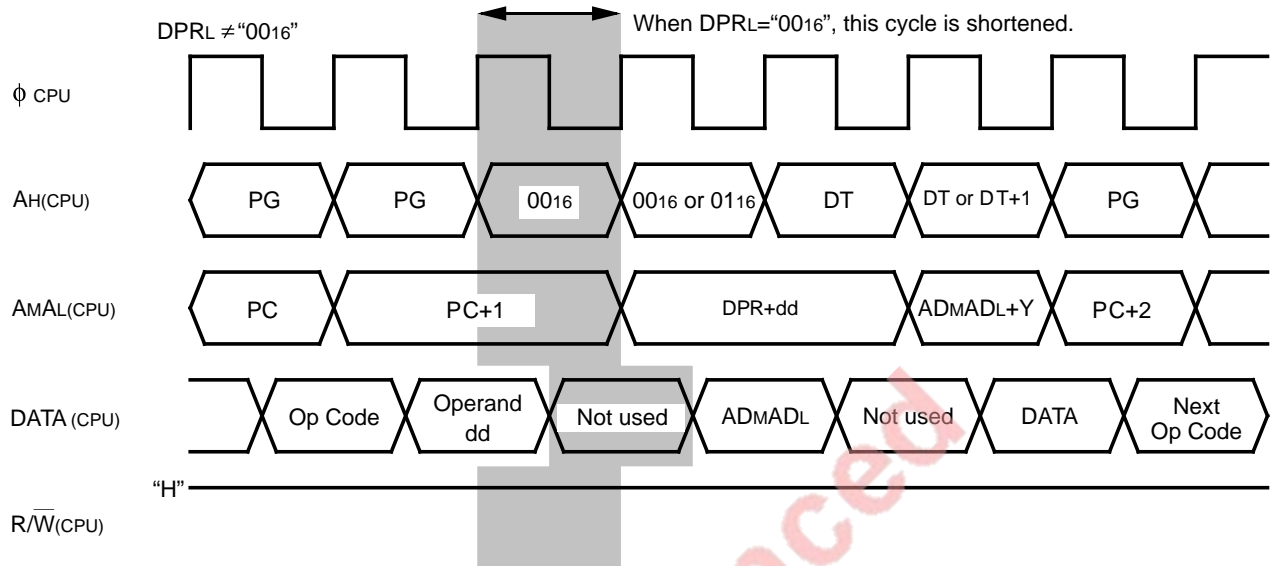 When DPRL=“0016”, this cycle is shortened.
DPRL ≠“0016”
ϕ CPU
AH(CPU)
PG
PG
0016
0016 or 0116
DT
DT or DT+1
PG
AMAL(CPU)
PC
PC+1
DPR+dd
ADMADL+Y
PC+2
DATA (CPU)
Op Code
Operand
dd
Not used
ADMADL
Not used
DATA
Next
Op Code
“H”
R/W̅(CPU)